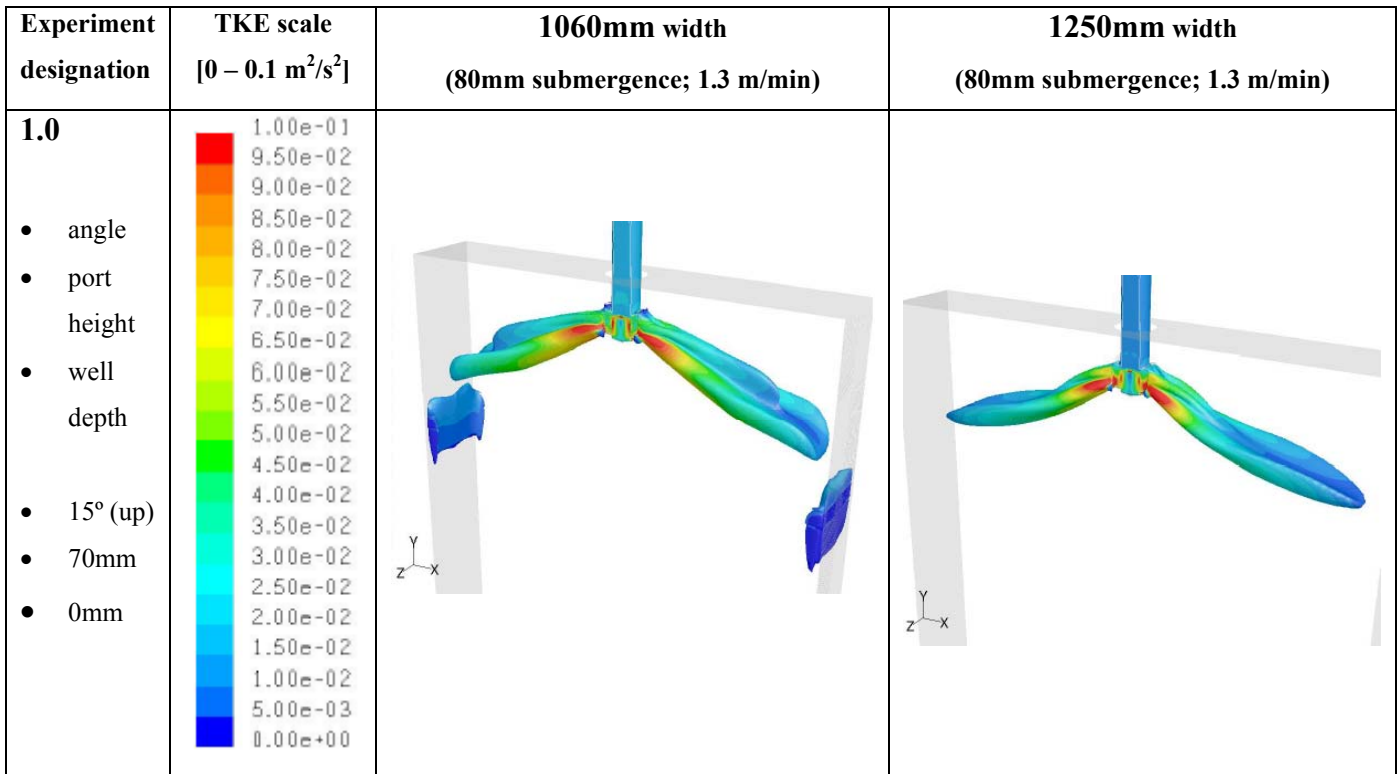 Experiment
designation
TKE scale
[0 – 0.1 m²/s²]
1060mm width
(80mm submergence; 1.3 m/min)
1250mm width
(80mm submergence; 1.3 m/min)
1.0
• angle
• port
height
• well
depth
• 15º (up)
• 70mm
• 0mm
1.00e-01
9.50e-02
9.00e-02
8.50e-02
8.00e-02
7.50e-02
7.00e-02
6.50e-02
6.00e-02
5.50e-02
5.00e-02
4.50e-02
4.00e-02
3.50e-02
3.00e-02
2.50e-02
2.00e-02
1.50e-02
1.00e-02
5.00e-03
0.00e+00
Y
Z X
Y
Z X